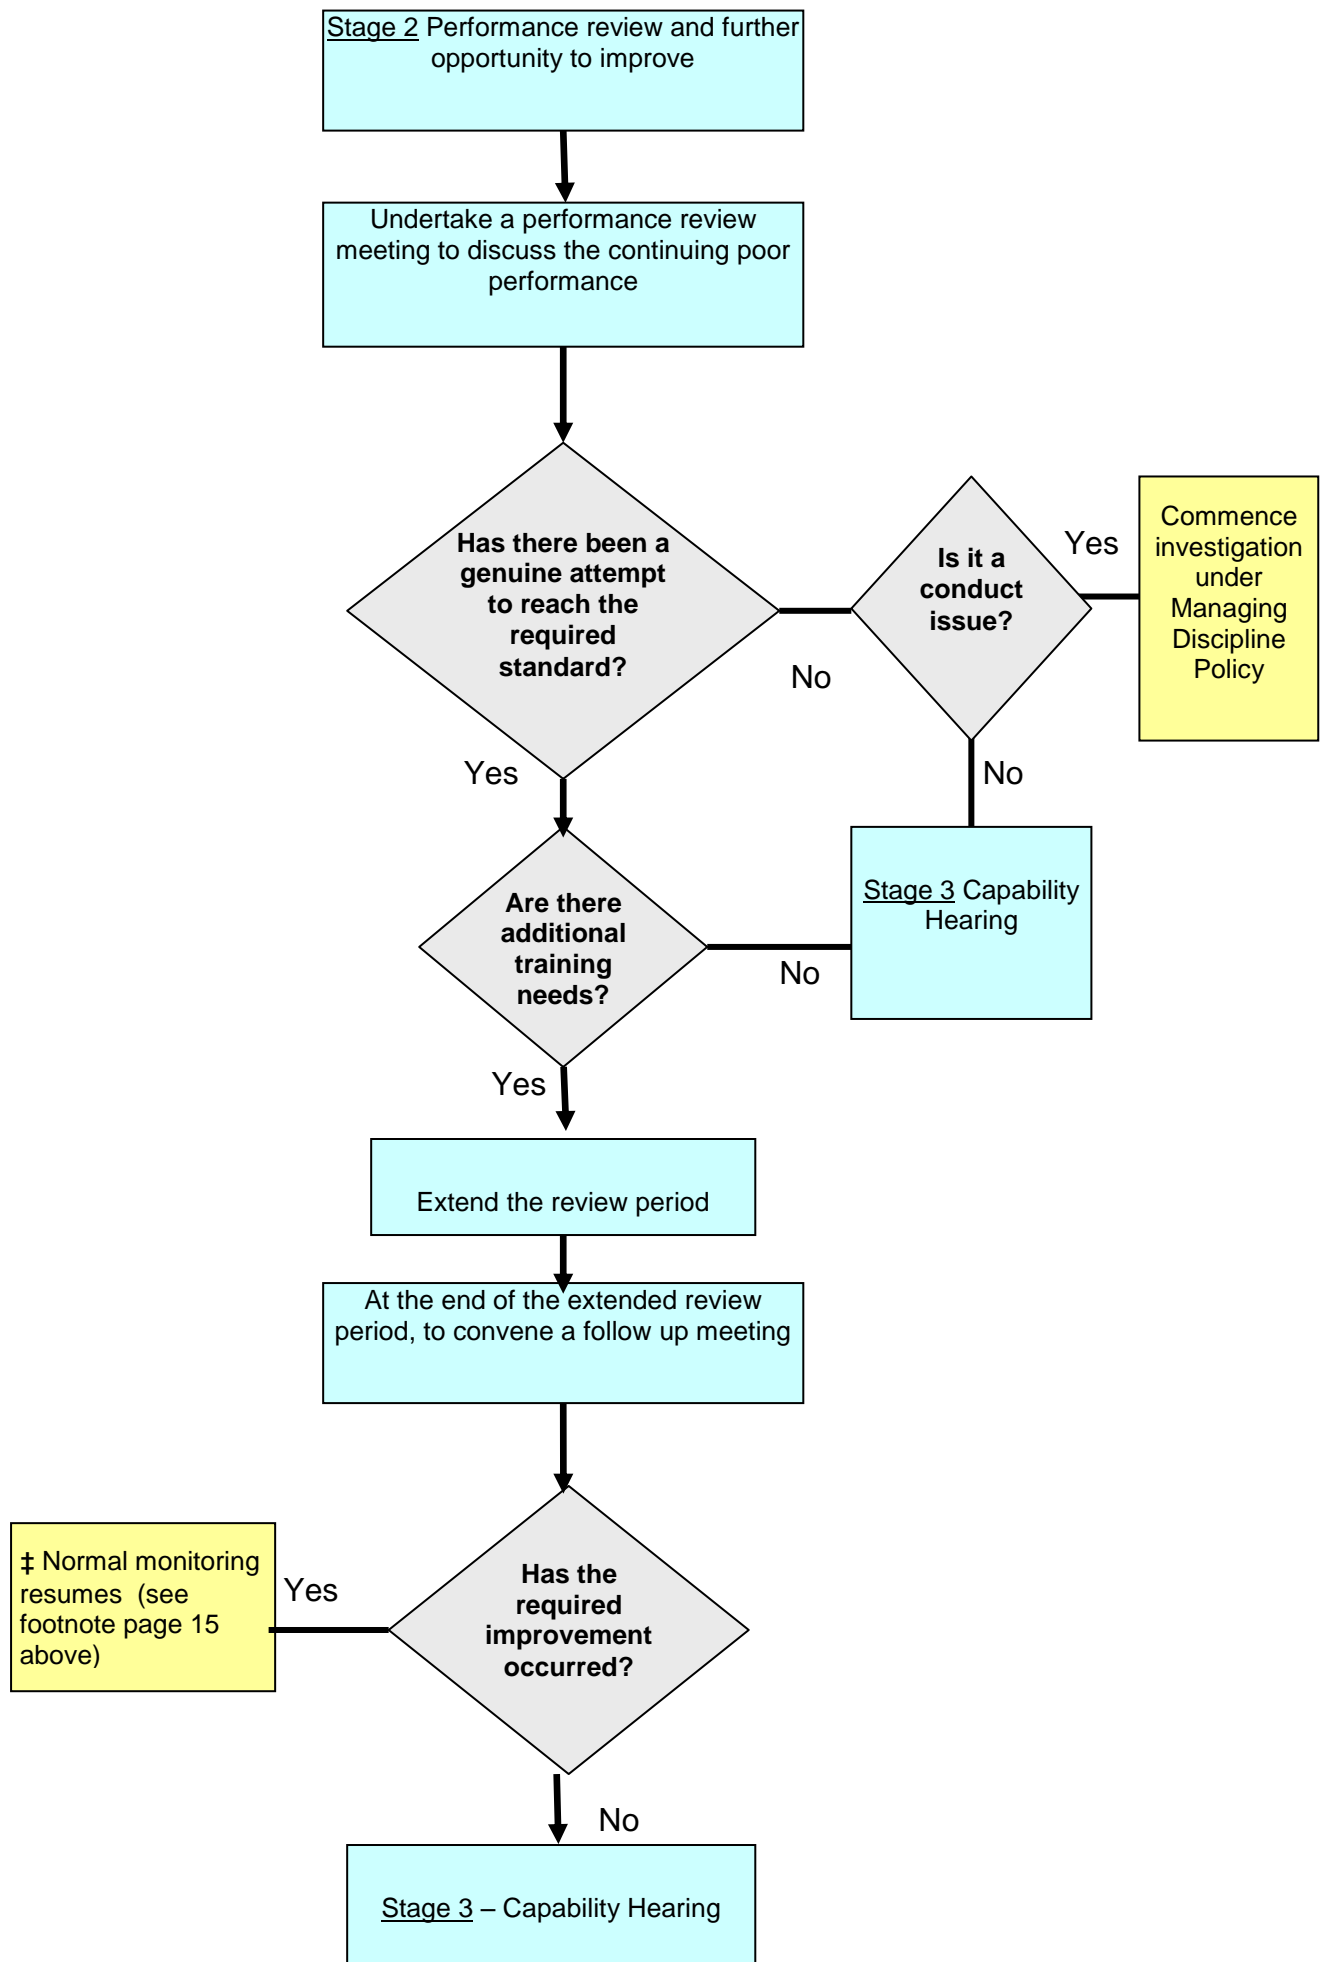 Stage 2 Performance review and further
opportunity to improve
Undertake a performance review
meeting to discuss the continuing poor
performance
Has there been a
genuine attempt
to reach the
required
standard?
No
Is it a
conduct
issue?
Yes
Commence
investigation
under
Managing
Discipline
Policy
Yes
No
Are there
additional
training
needs?
No
Stage 3 Capability
Hearing
Yes
Extend the review period
At the end of the extended review
period, to convene a follow up meeting
Has the
required
improvement
occurred?
Yes
‡ Normal monitoring
resumes  (see
footnote page 15
above)
No
Stage 3 – Capability Hearing